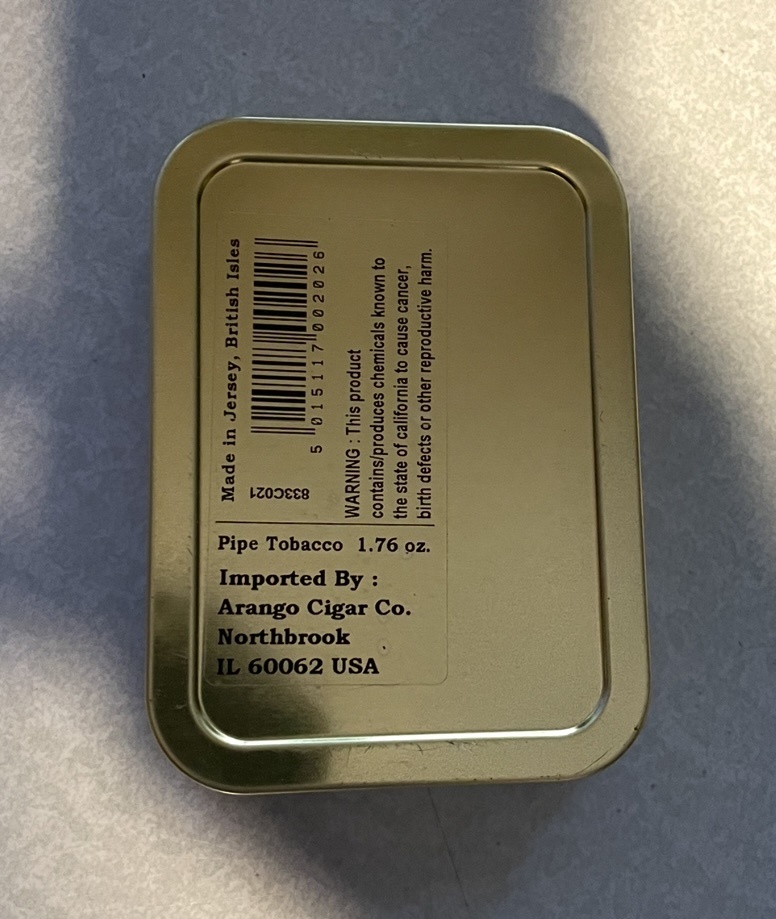 Made in Jersey, British Isles
5 015117 002026
833C021
WARNING : This product
contains/produces chemicals known to
the state of california to cause cancer,
birth defects or other reproductive harm.
Pipe Tobacco 1.76 oz.
Imported By :
Arango Cigar Co.
Northbrook
IL 60062 USA